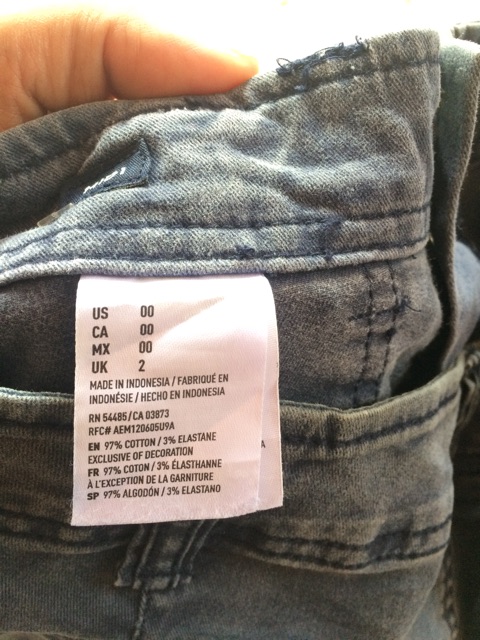 US 00
CA 00
MX 00
UK 2
MADE IN INDONESIA / FABRIQUÉ EN
INDONÉSIE / HECHO EN INDONESIA
RN 54485/CA 03873
RFC# AEM120605U9A
EN 97% COTTON / 3% ELASTANE
EXCLUSIVE OF DECORATION
FR 97% COTON / 3% ÉLASTHANNE
À L'EXCEPTION DE LA GARNITURE
SP 97% ALGODÓN / 3% ELASTANO
A